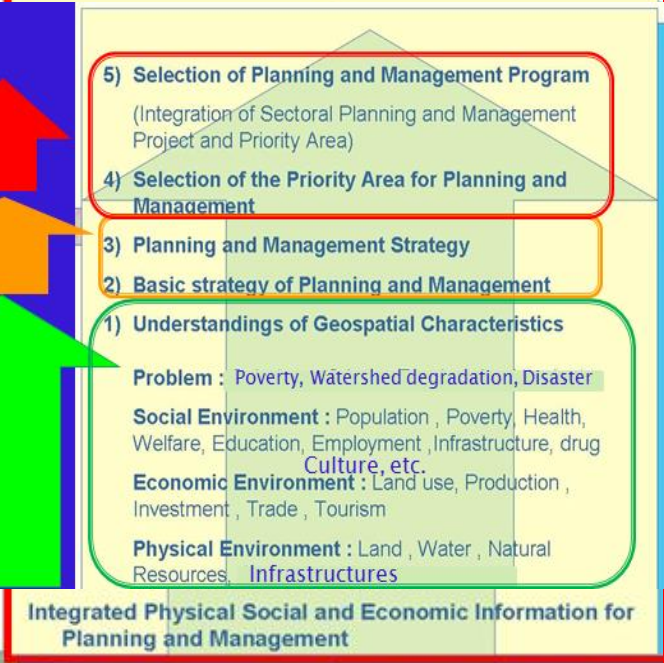 5) Selection of Planning and Management Program
(Integration of Sectoral Planning and Management
Project and Priority Area)
4) Selection of the Priority Area for Planning and
Management
3) Planning and Management Strategy
2) Basic strategy of Planning and Management
1) Understandings of Geospatial Characteristics
Problem : Poverty, Watershed degradation, Disaster
Social Environment : Population , Poverty, Health,
Welfare, Education, Employment ,Infrastructure, drug
Culture, etc.
Economic Environment : Land use, Production ,
Investment , Trade , Tourism
Physical Environment : Land , Water , Natural
Resources, Infrastructures
Integrated Physical Social and Economic Information for
Planning and Management